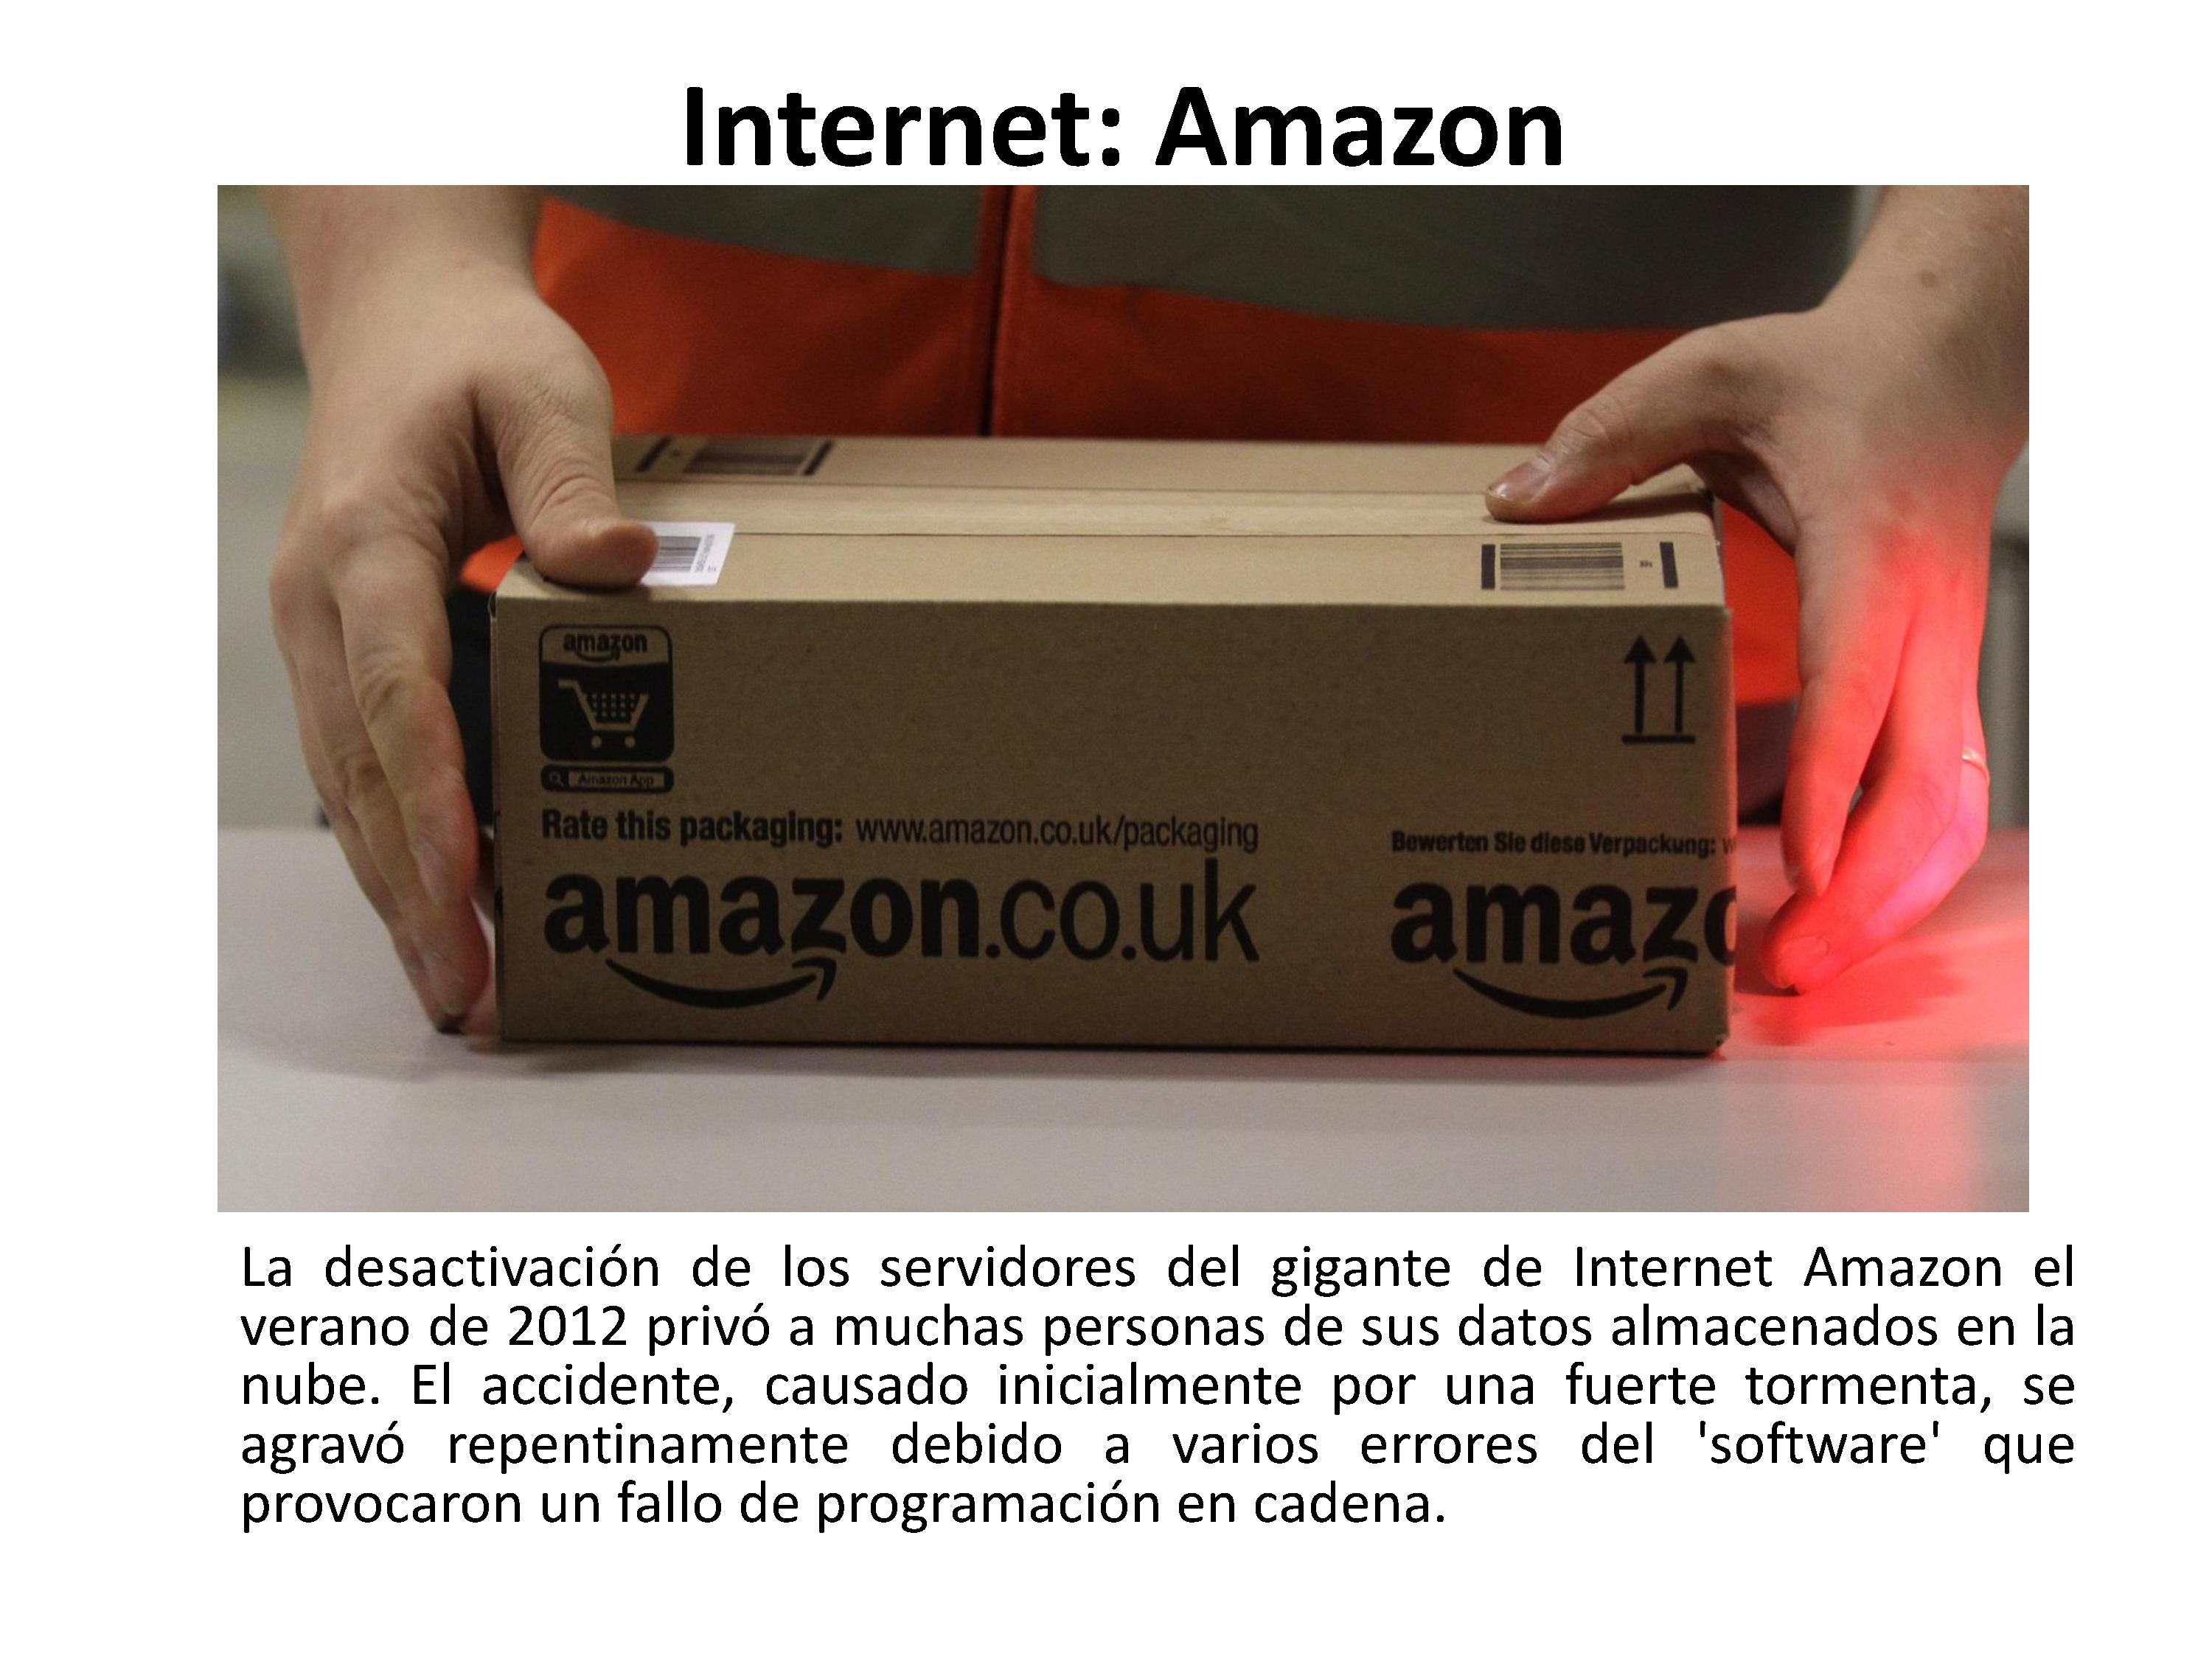 Internet: Amazon
amazon
Amazon App
Rate this packaging: www.amazon.co.uk/packaging
Bewerten Sie diese Verpackung:
amazon.co.uk
La desactivación de los servidores del gigante de Internet Amazon el
verano de 2012 privó a muchas personas de sus datos almacenados en la
nube. El accidente, causado inicialmente por una fuerte tormenta, se
agravó repentinamente debido a varios errores del 'software' que
provocaron un fallo de programación en cadena.